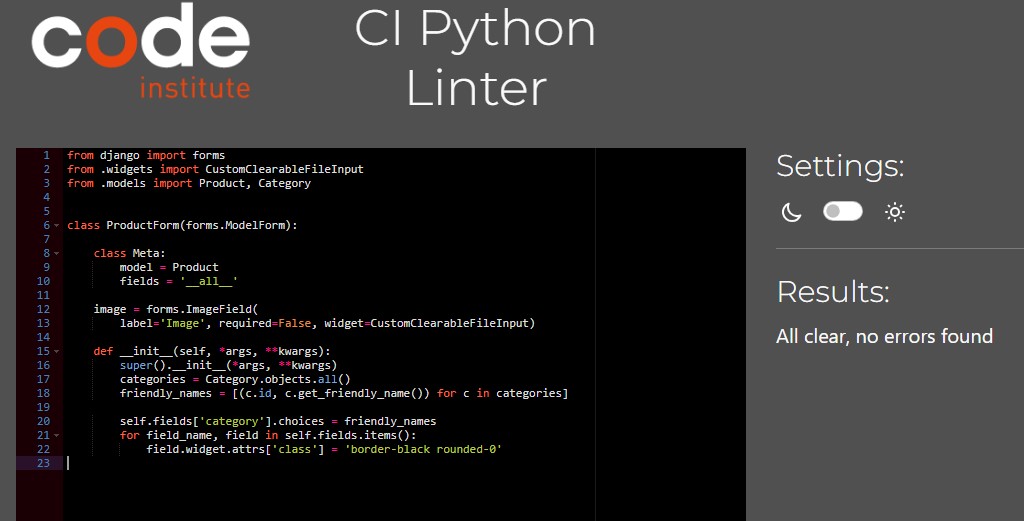 code
institute
CI Python
Linter
1 from django import forms
2 from .widgets import CustomClearableFileInput
3 from .models import Product, Category
4
5
6 class ProductForm(forms.ModelForm):
7
8     class Meta:
9         model = Product
10         fields = '__all__'
11
12     image = forms.ImageField(
13         label='Image', required=False, widget=CustomClearableFileInput)
14
15     def __init__(self, *args, **kwargs):
16         super().__init__(*args, **kwargs)
17         categories = Category.objects.all()
18         friendly_names = [(c.id, c.get_friendly_name()) for c in categories]
19
20         self.fields['category'].choices = friendly_names
21         for field_name, field in self.fields.items():
22             field.widget.attrs['class'] = 'border-black rounded-0'
23
Settings:
Results:
All clear, no errors found